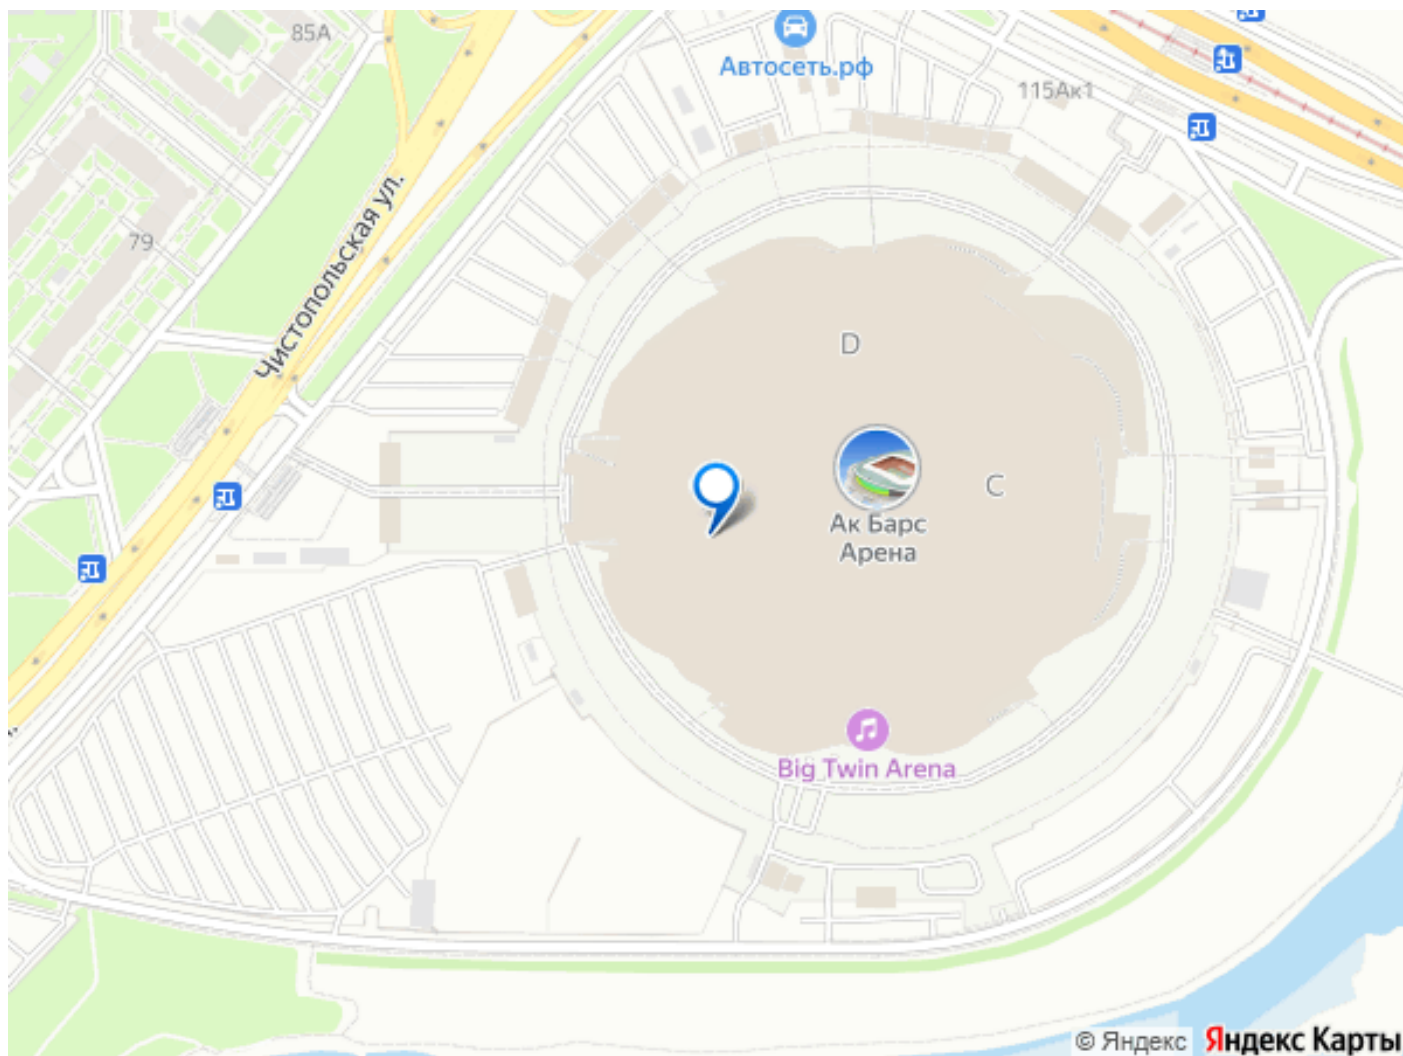 85А
Автосеть.рф
115Ак1
79
Чистопольская ул.
D
C
Ак Барс
Арена
Big Twin Arena
© Яндекс Яндекс Карты